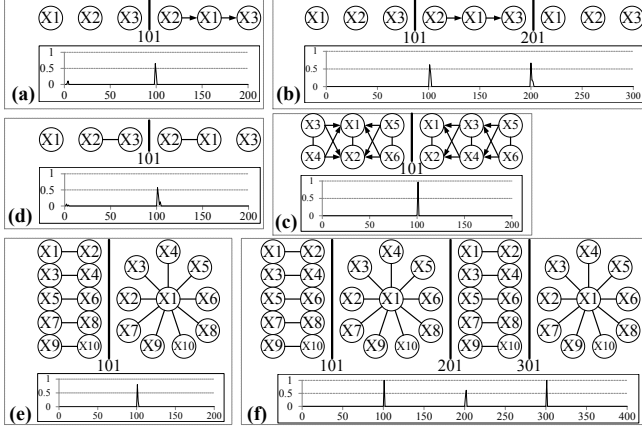 X1 X2 X3 X2 X1 X3
101
1
0.5
0
0 50 100 150 200
(a)
X1 X2 X3 X2 X1 X3 X1 X2 X3
101 201
1
0.5
0
0 100 200 300
(b)
X1 X2 X3 X2 X1 X3
101
1
0.5
0
0 50 100 150 200
(d)
X3 X1 X5 X1 X3 X5
X4 X2 X6 X2 X4 X6
101
1
0.5
0
0 50 100 150 200
(c)
X1 X2 X4
X3 X4 X3 X5
X5 X6 X2 X1 X6
X7 X8 X7 X8
X9 X10 X9 X10
101
1
0.5
0
0 50 100 150 200
(e)
X1 X2 X4 X1 X2 X4
X3 X4 X3 X5 X3 X4 X3 X5
X5 X6 X2 X1 X6 X5 X6 X2 X1 X6
X7 X8 X7 X8 X7 X8 X7 X8
X9 X10 X9 X10 X9 X10 X9 X10
101 201 301
1
0.5
0
0 50 100 150 200 250 300 350 400
(f)